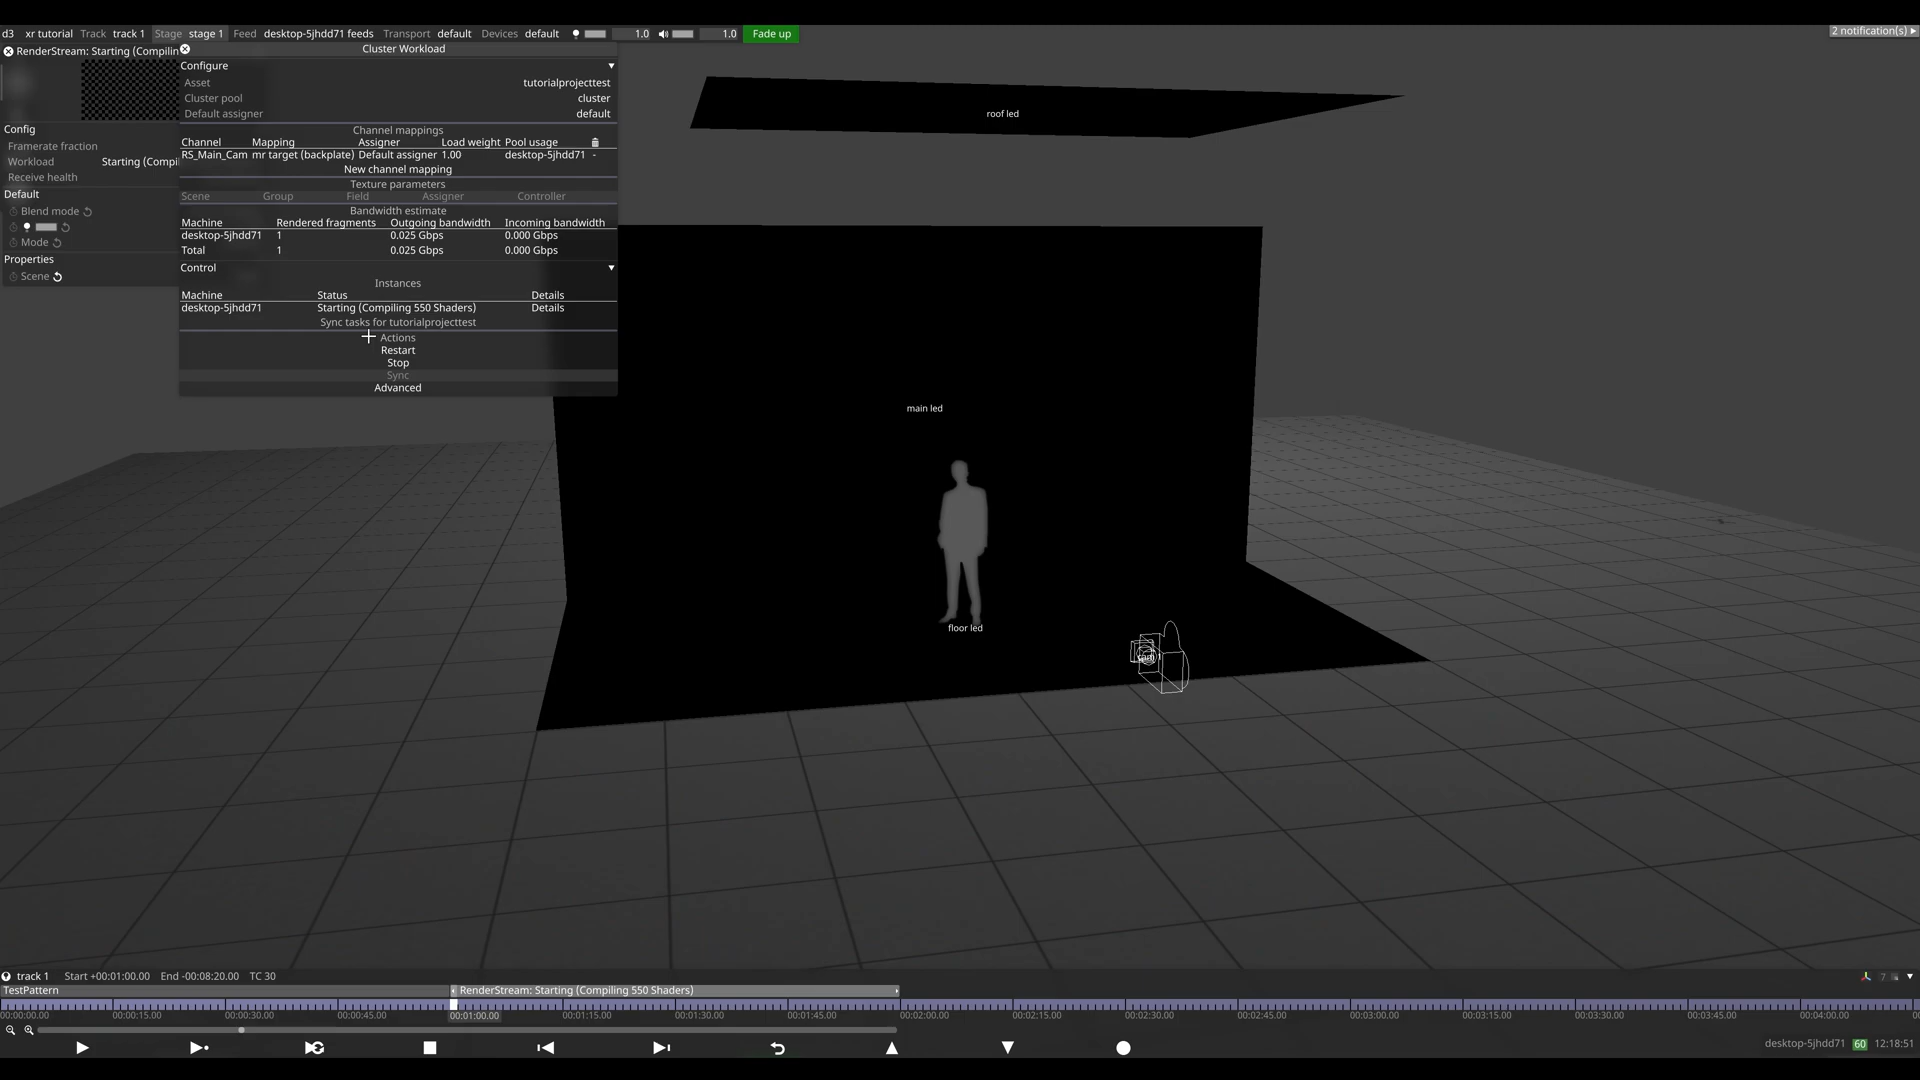 d3 xr tutorial Track track 1 Stage stage 1 Feed desktop-5jhdd71 feeds Transport default Devices default 1.0 1.0 Fade up 2 notification(s)
RenderStream: Starting (Compilin
Cluster Workload
Configure
Asset tutorialprojecttest
Cluster pool cluster
Default assigner default
Channel mappings
Channel Mapping Assigner Load weight Pool usage
RS_Main_Cam mr target (backplate) Default assigner 1.00 desktop-5jhdd71 -
New channel mapping
Texture parameters
Scene Group Field Assigner Controller
Bandwidth estimate
Machine Rendered fragments Outgoing bandwidth Incoming bandwidth
desktop-5jhdd71 1 0.025 Gbps 0.000 Gbps
Total 1 0.025 Gbps 0.000 Gbps
Control
Instances
Machine Status Details
desktop-5jhdd71 Starting (Compiling 550 Shaders) Details
Sync tasks for tutorialprojecttest
Actions
Restart
Stop
Sync
Advanced
Config
Framerate fraction
Workload Starting (Compil
Receive health
Default
Blend mode
Mode
Properties
Scene
roof led
main led
floor led
track 1 Start +00:01:00.00 End -00:08:20.00 TC 30 7
TestPattern RenderStream: Starting (Compiling 550 Shaders)
00:00:00.00 00:00:15.00 00:00:30.00 00:00:45.00 00:01:00.00 00:01:15.00 00:01:30.00 00:01:45.00 00:02:00.00 00:02:15.00 00:02:30.00 00:02:45.00 00:03:00.00 00:03:15.00 00:03:30.00 00:03:45.00 00:04:00.00
desktop-5jhdd71 60 12:18:51